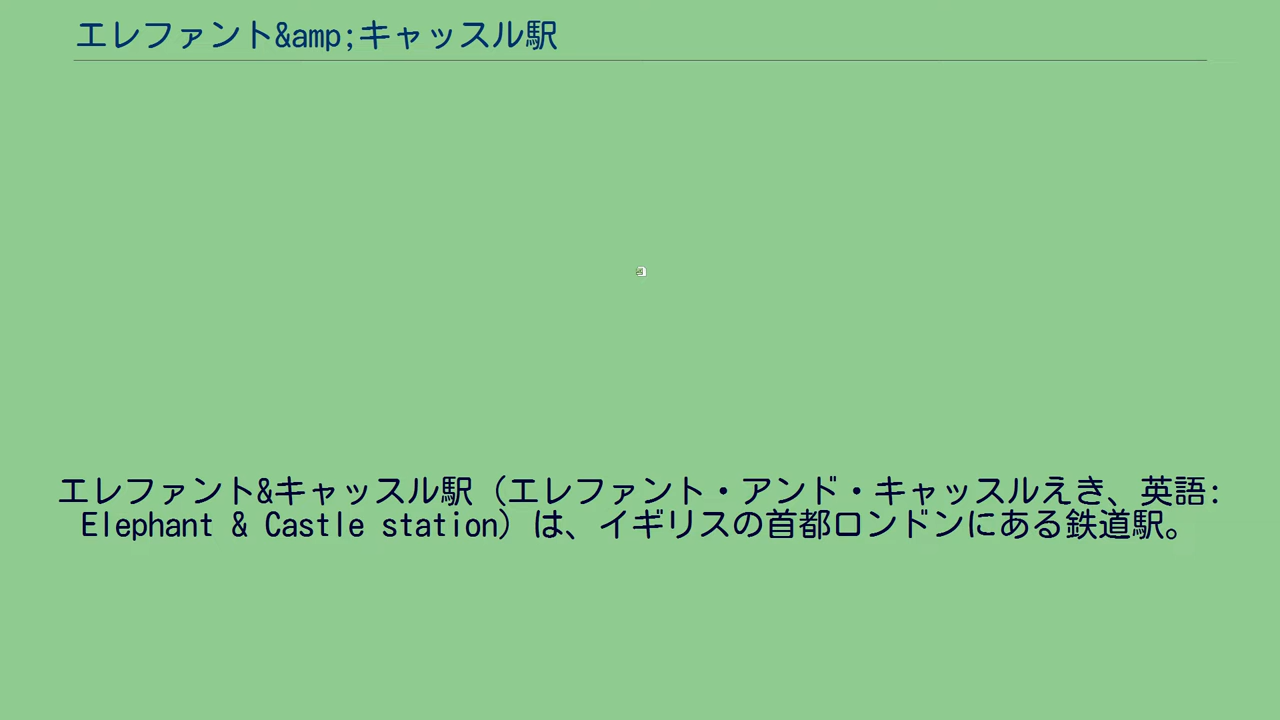 エレファント&amp;キャッスル駅
エレファント&キャッスル駅（エレファント・アンド・キャッスルえき、英語:
Elephant & Castle station）は、イギリスの首都ロンドンにある鉄道駅。